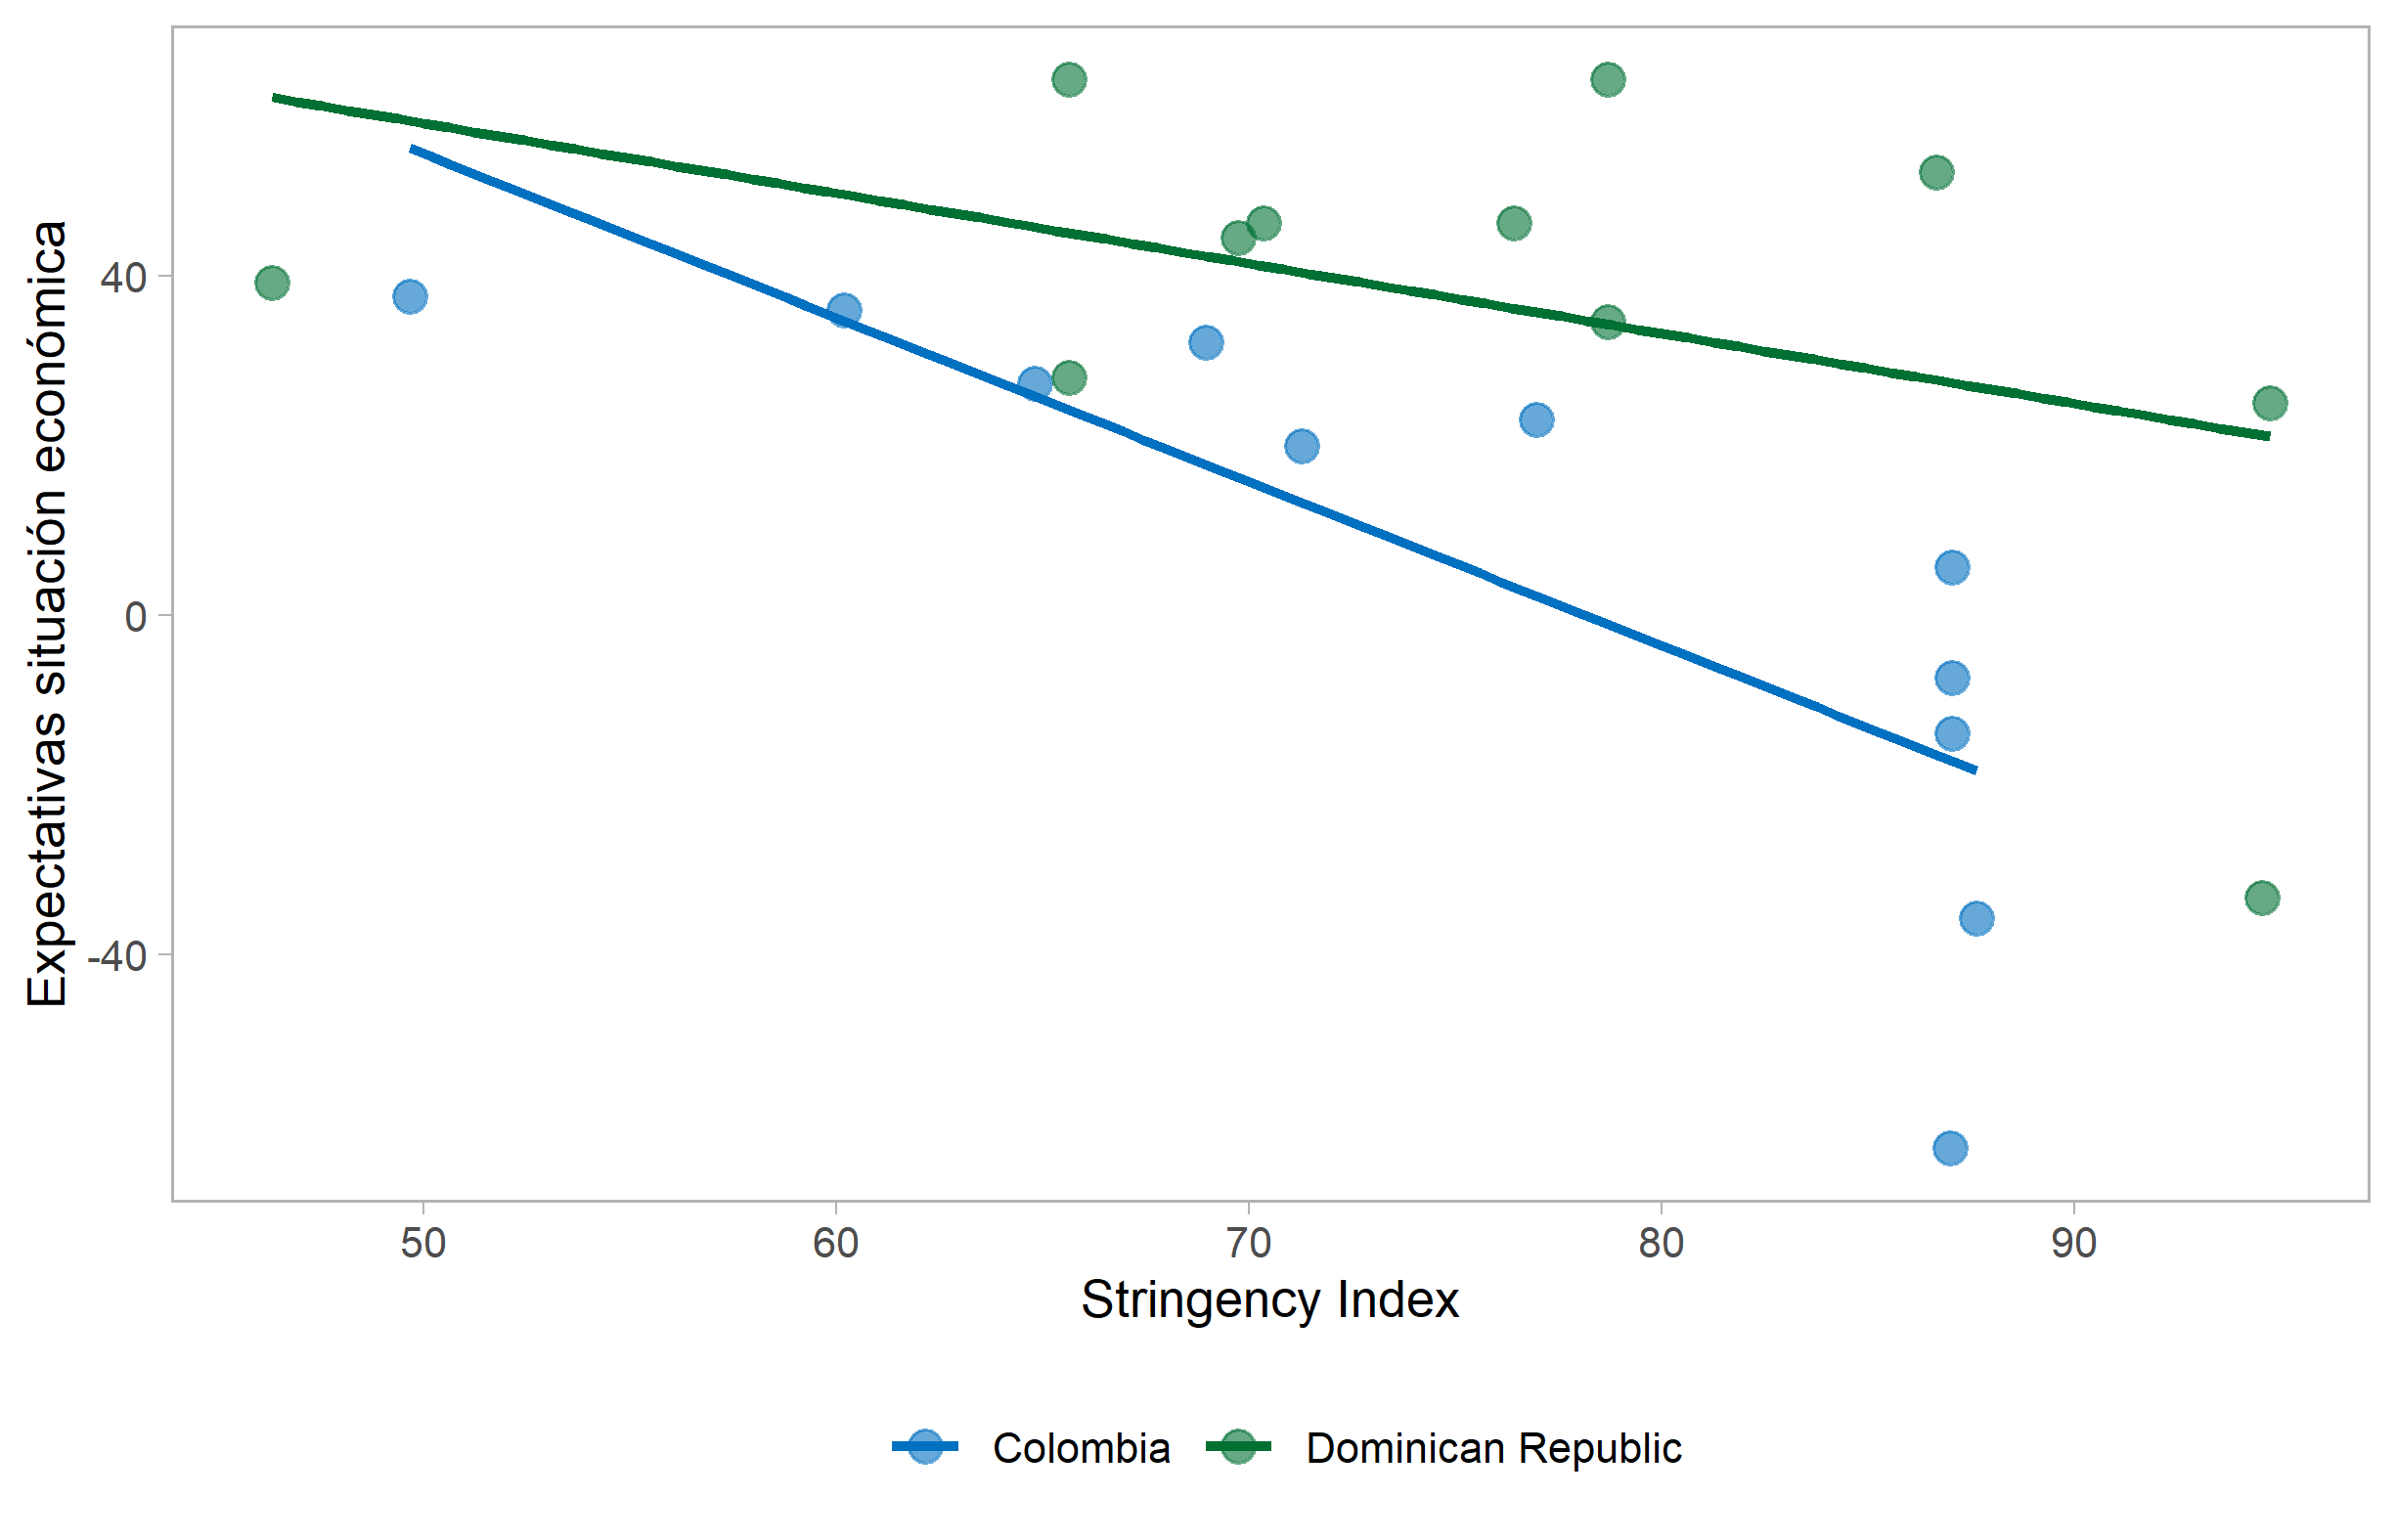 Expectativas situación económica
40
0
-40
50 60 70 80 90
Stringency Index
Colombia Dominican Republic